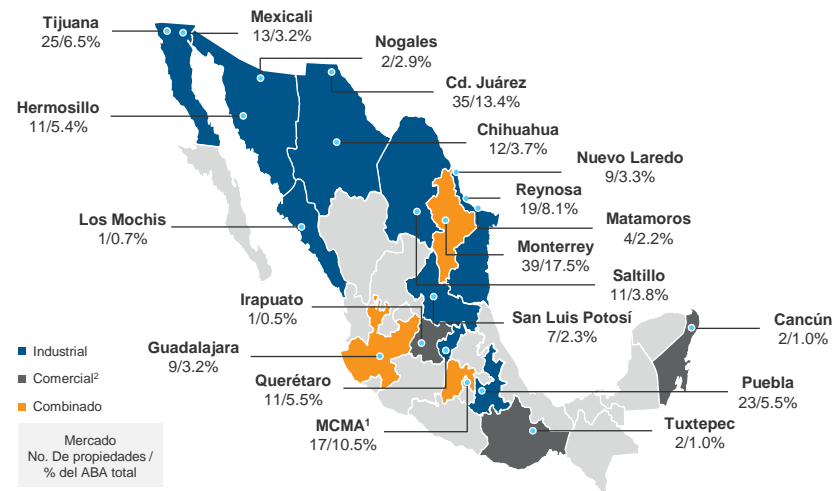 Tijuana
25/6.5%
Mexicali
13/3.2%
Nogales
2/2.9%
Cd. Juárez
35/13.4%
Hermosillo
11/5.4%
Chihuahua
12/3.7%
Nuevo Laredo
9/3.3%
Reynosa
19/8.1%
Matamoros
4/2.2%
Los Mochis
1/0.7%
Monterrey
39/17.5%
Saltillo
11/3.8%
Irapuato
1/0.5%
San Luis Potosí
7/2.3%
Cancún
2/1.0%
Guadalajara
9/3.2%
Querétaro
11/5.5%
Puebla
23/5.5%
MCMA¹
17/10.5%
Tuxtepec
2/1.0%
Industrial
Comercial²
Combinado
Mercado
No. De propiedades /
% del ABA total